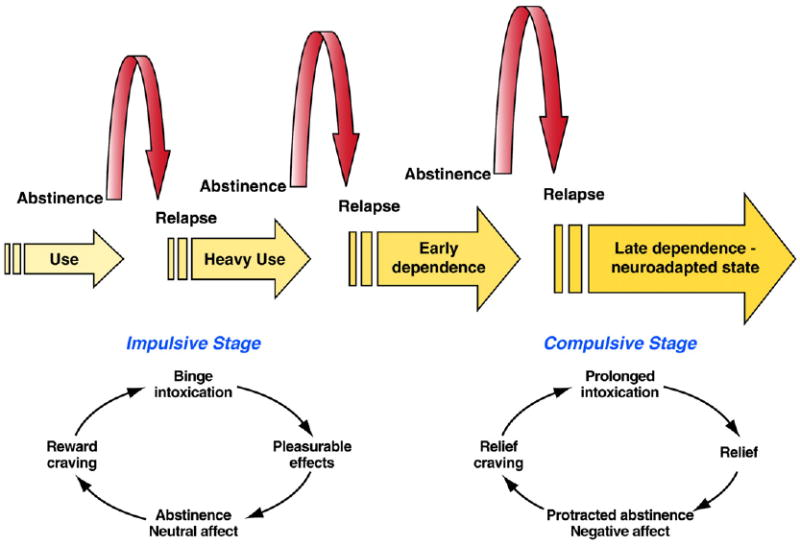 Abstinence
Relapse
Abstinence
Relapse
Abstinence
Relapse
Use
Heavy Use
Early
dependence
Late dependence -
neuroadapted state
Impulsive Stage
Binge
intoxication
Pleasurable
effects
Abstinence
Neutral affect
Reward
craving
Compulsive Stage
Prolonged
intoxication
Relief
Protracted abstinence
Negative affect
Relief
craving